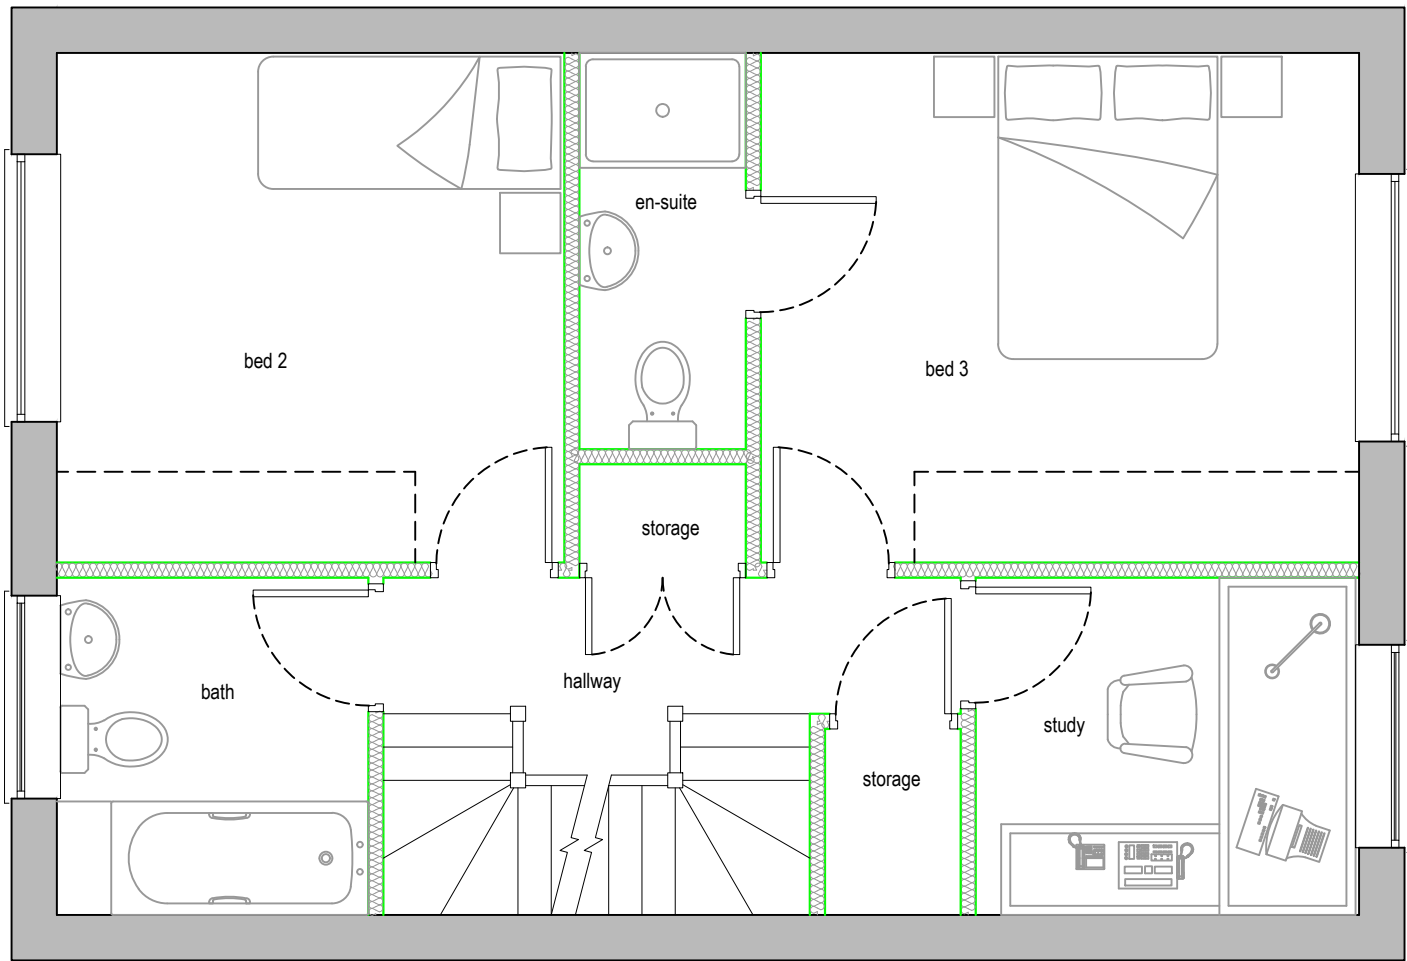 en-suite
bed 2
bed 3
storage
hallway
bath
study
storage